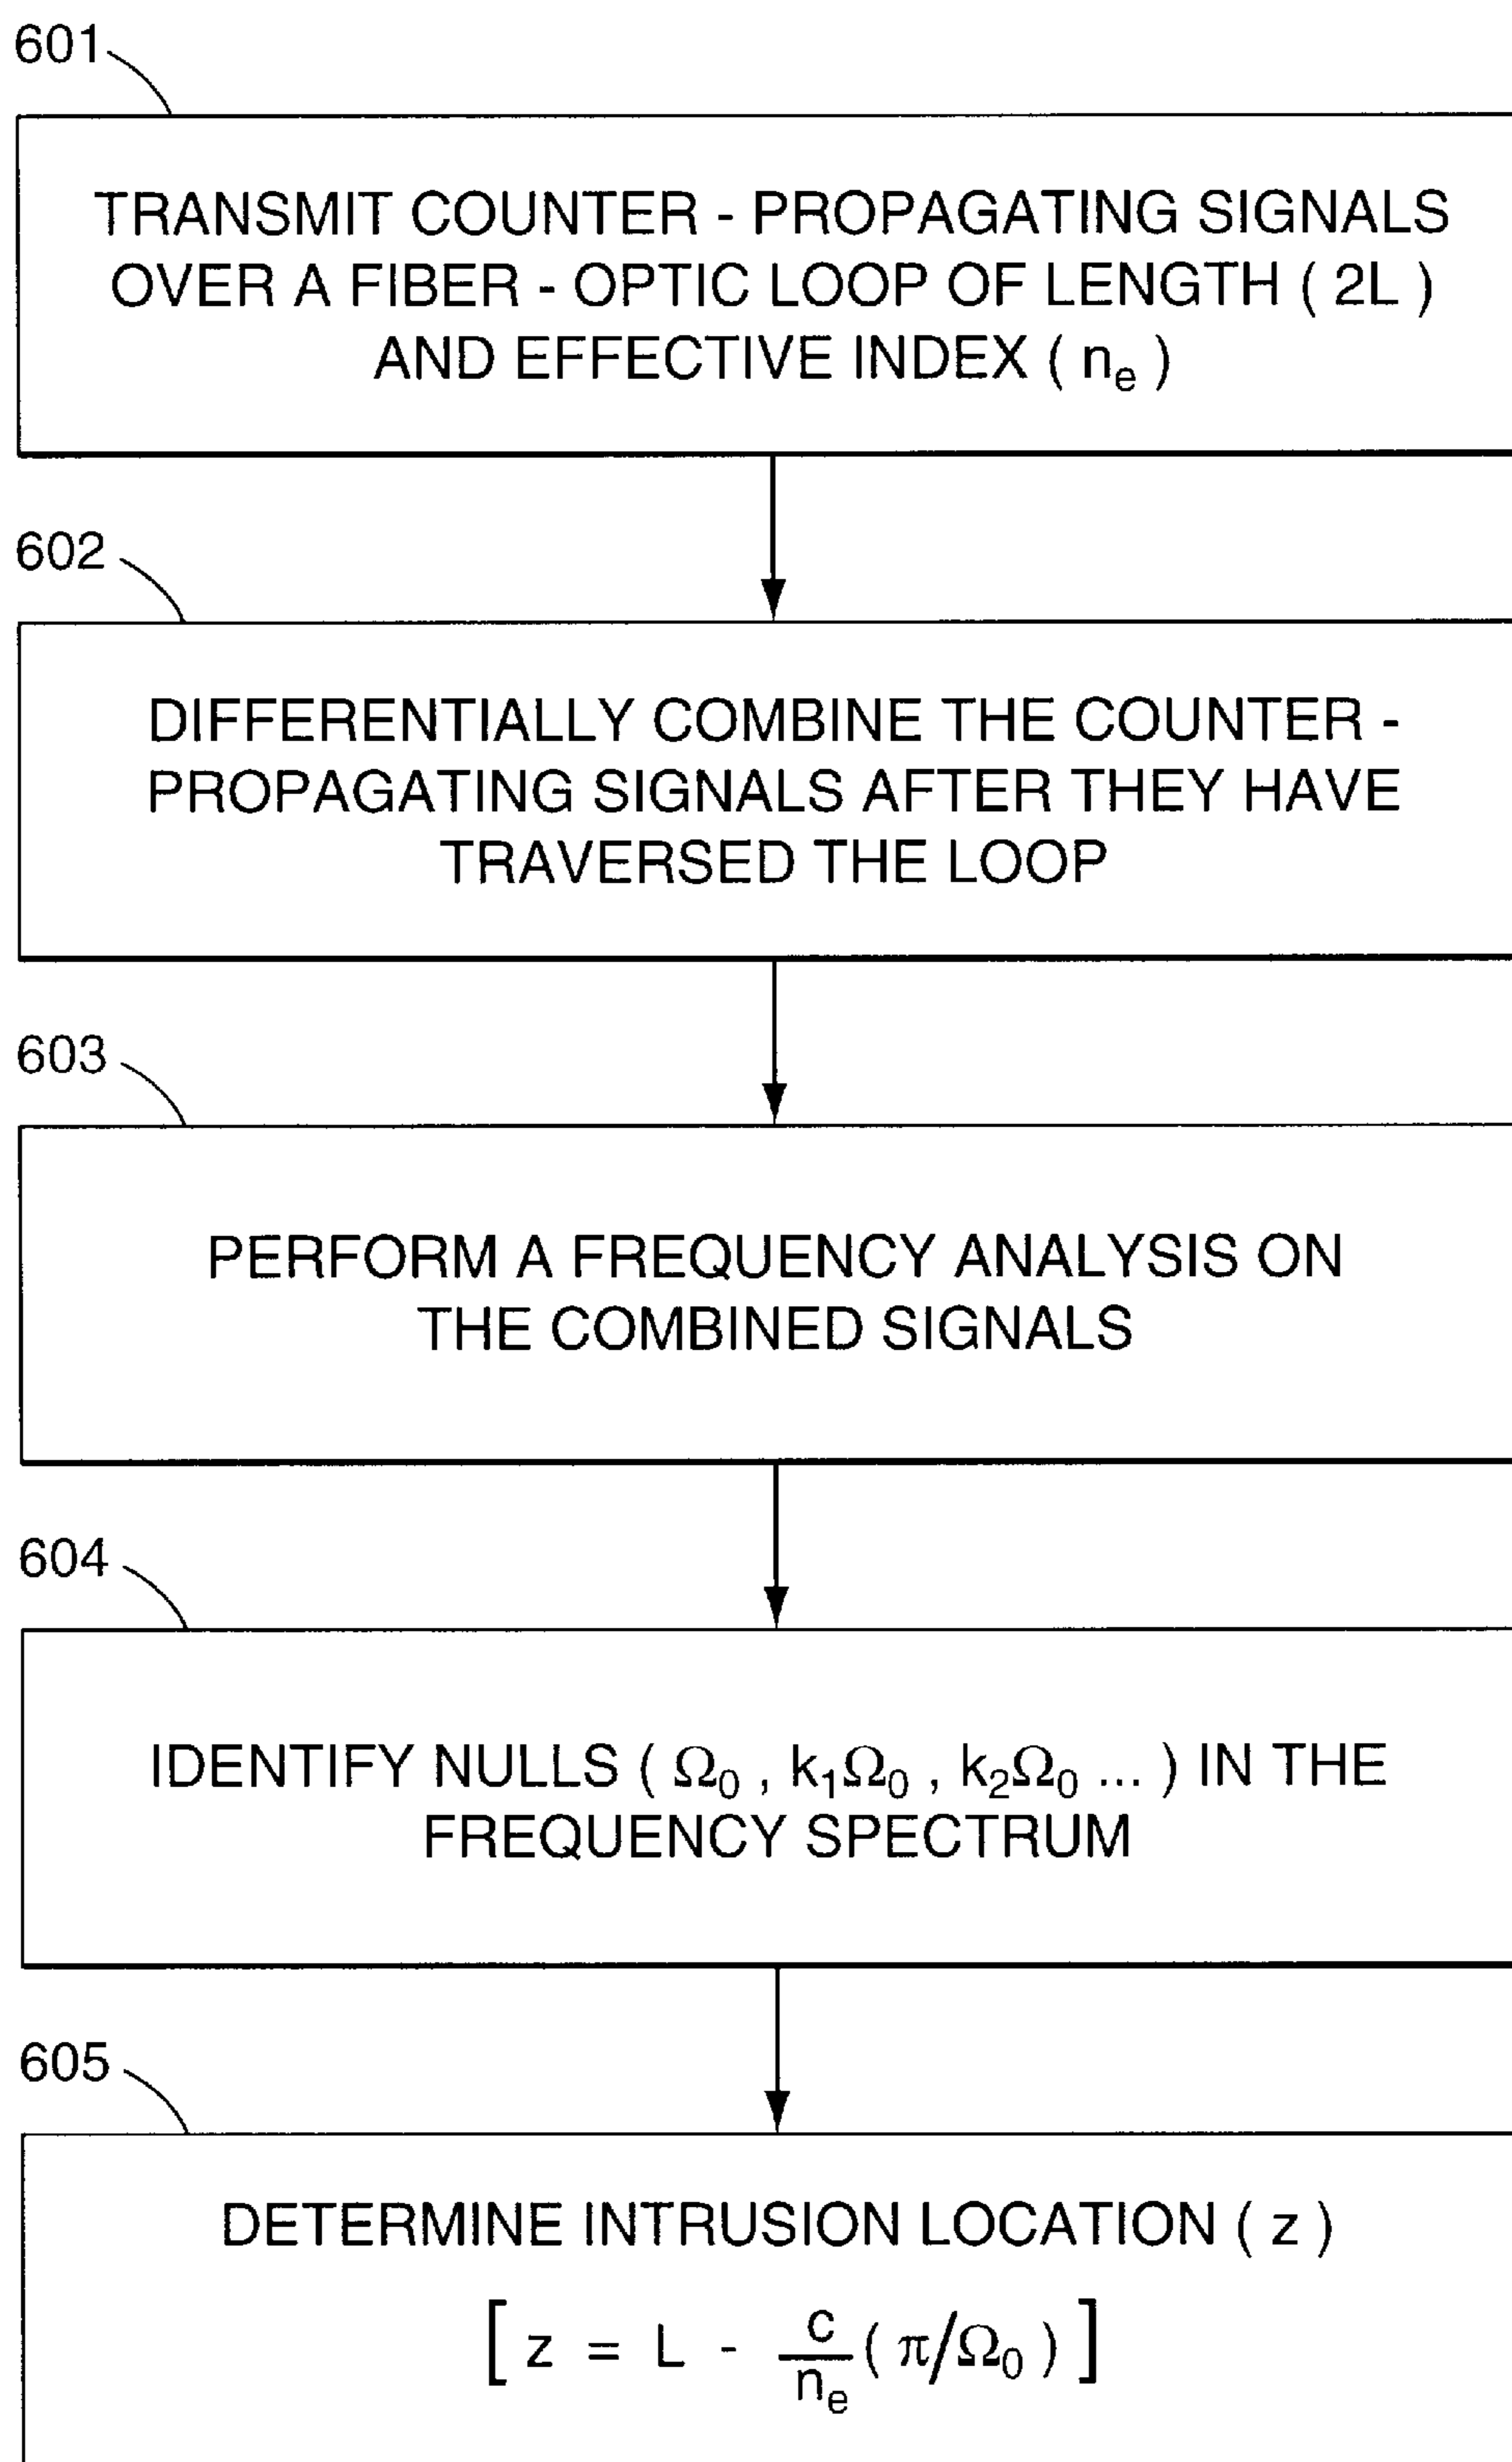 601
TRANSMIT COUNTER - PROPAGATING SIGNALS
OVER A FIBER - OPTIC LOOP OF LENGTH ( 2L )
AND EFFECTIVE INDEX ( nₑ )
602
DIFFERENTIALLY COMBINE THE COUNTER -
PROPAGATING SIGNALS AFTER THEY HAVE
TRAVERSED THE LOOP
603
PERFORM A FREQUENCY ANALYSIS ON
THE COMBINED SIGNALS
604
IDENTIFY NULLS ( Ω₀ , k₁Ω₀ , k₂Ω₀ ... ) IN THE
FREQUENCY SPECTRUM
605
DETERMINE INTRUSION LOCATION ( z )
[ z = L - c/nₑ ( π/Ω₀ ) ]